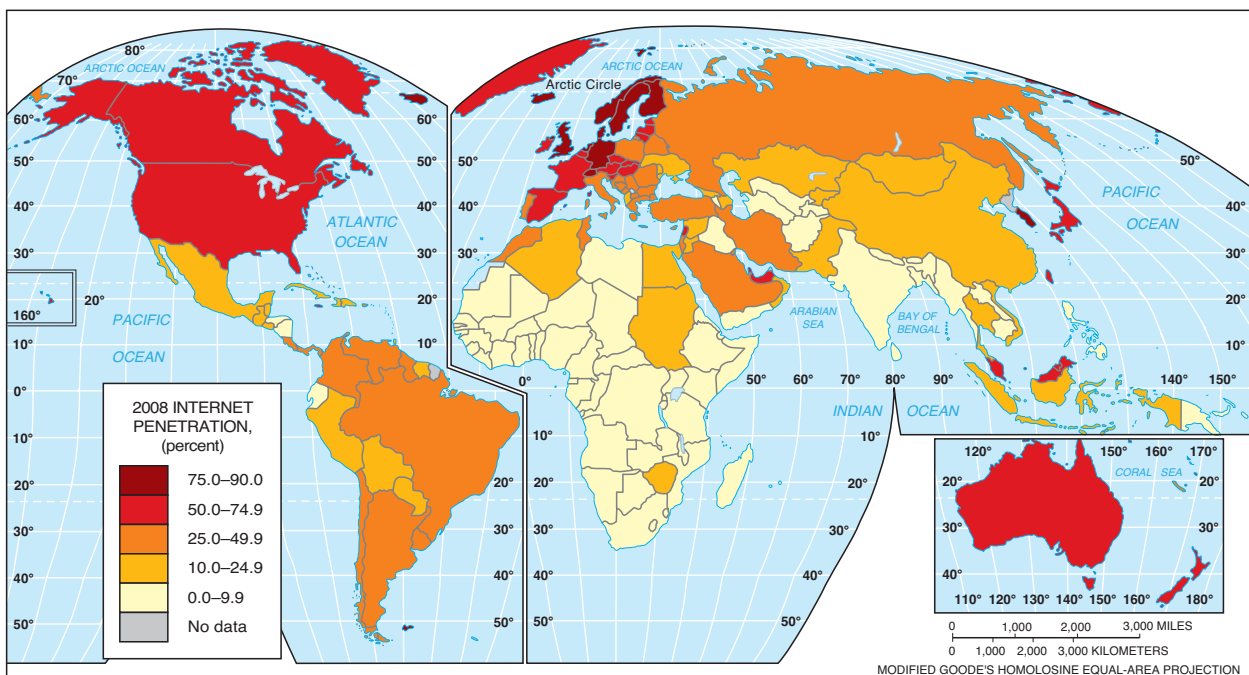 80°
70°
60°
50°
40°
30°
20°
160°
10°
0°
10°
20°
30°
40°
50°
ARCTIC OCEAN
ATLANTIC
OCEAN
PACIFIC
OCEAN
30°
40°
50°
50°
2008 INTERNET
PENETRATION,
(percent)
75.0–90.0
50.0–74.9
25.0–49.9
10.0–24.9
0.0–9.9
No data
ARCTIC OCEAN
Arctic Circle
60°
50°
40°
30°
20°
10°
0°
10°
20°
30°
40°
50°
50°
60°
70°
80°
90°
140°
150°
50°
40°
30°
20°
10°
0°
PACIFIC
OCEAN
ARABIAN
SEA
BAY OF
BENGAL
INDIAN
OCEAN
10°
20°
30°
40°
50°
120°
150°
160°
170°
CORAL SEA
20°
30°
40°
110°
130°
140°
150°
160°
180°
0 1,000 2,000 3,000 MILES
0 1,000 2,000 3,000 KILOMETERS
MODIFIED GOODE'S HOMOLOSINE EQUAL-AREA PROJECTION